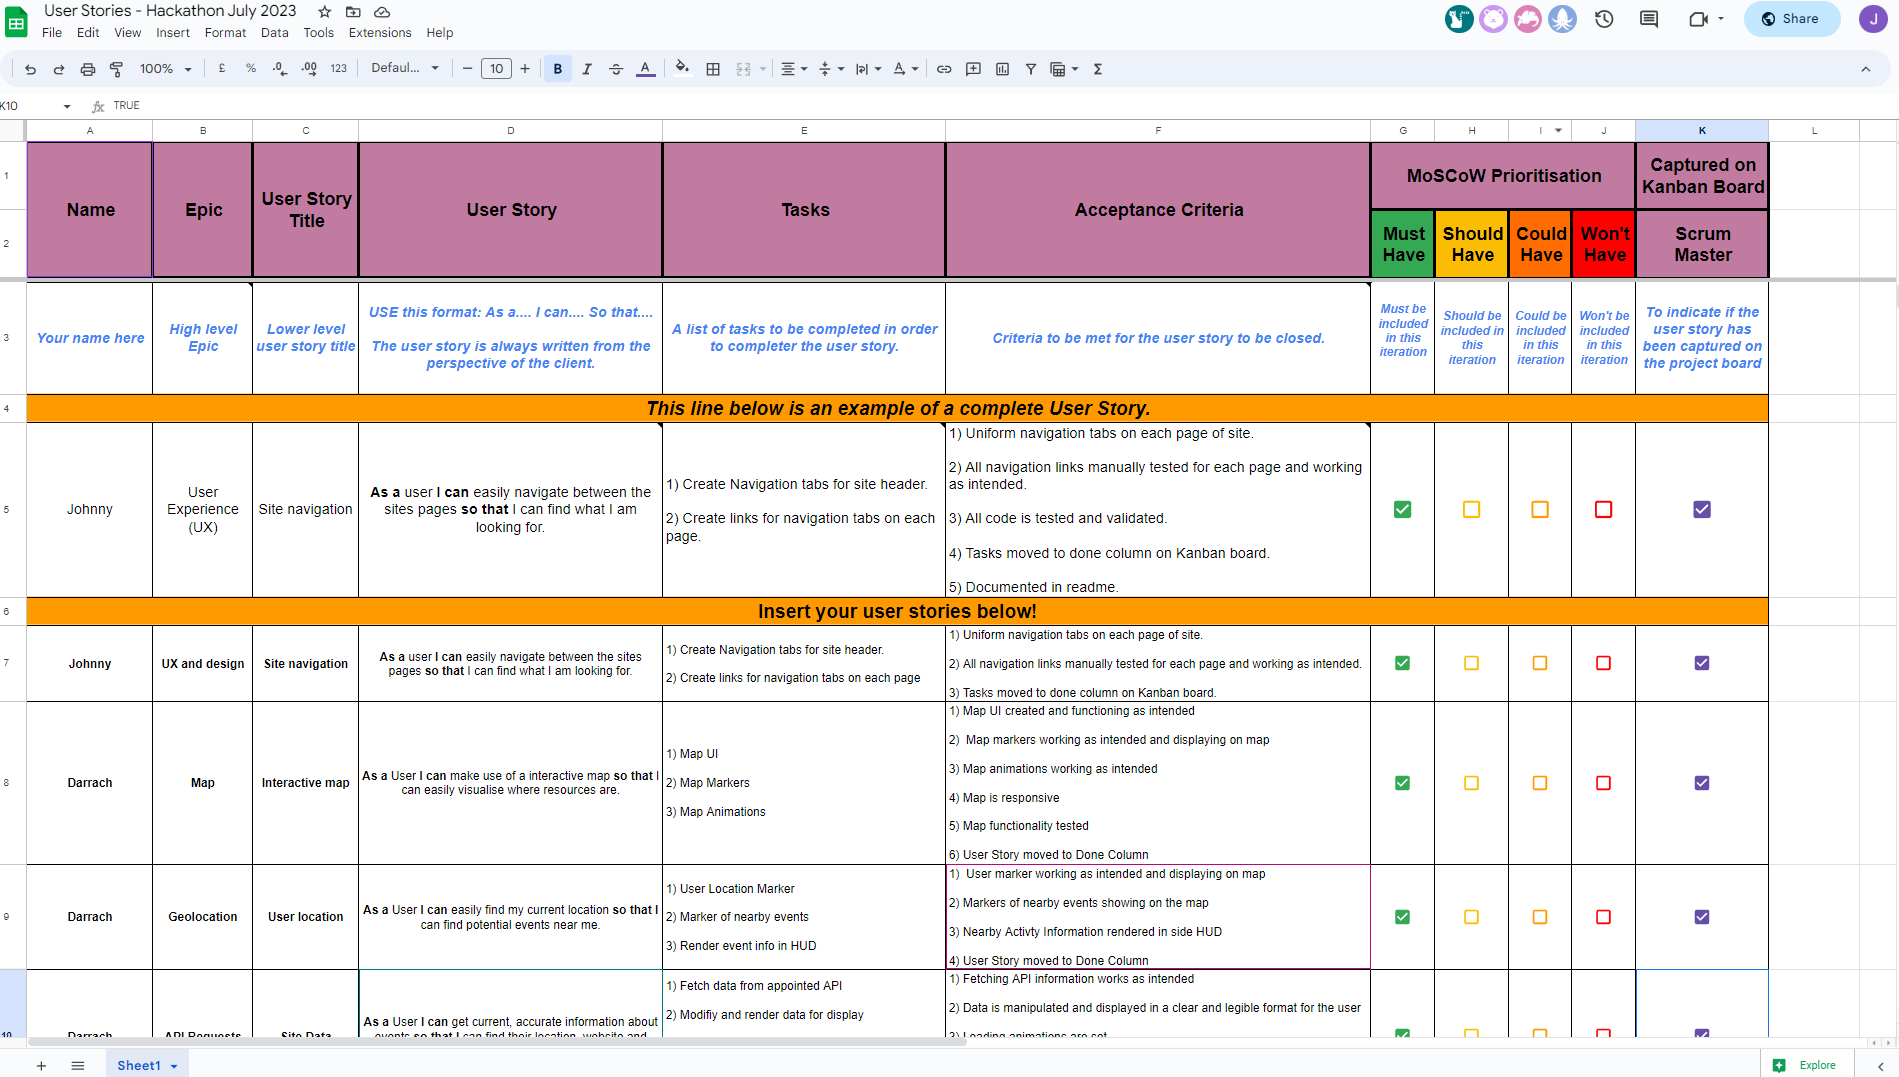 User Stories - Hackathon July 2023
File Edit View Insert Format Data Tools Extensions Help
Share
J
100%
£ % .0 .00 123
Defaul...
10
B I A
K10
fx TRUE
A B C D E F G H I J K L
1
Name
Epic
User Story
Title
User Story
Tasks
Acceptance Criteria
MoSCoW Prioritisation
Captured on
Kanban Board
2
Must
Have
Should
Have
Could
Have
Won't
Have
Scrum
Master
3
Your name here
High level
Epic
Lower level
user story title
USE this format: As a.... I can.... So that....
The user story is always written from the
perspective of the client.
A list of tasks to be completed in order
to completer the user story.
Criteria to be met for the user story to be closed.
Must be
included
in this
iteration
Should be
included in
this
iteration
Could be
included
in this
iteration
Won't be
included
in this
iteration
To indicate if the
user story has
been captured on
the project board
4
This line below is an example of a complete User Story.
5
Johnny
User
Experience
(UX)
Site navigation
As a user I can easily navigate between the
sites pages so that I can find what I am
looking for.
1) Create Navigation tabs for site header.
2) Create links for navigation tabs on each
page.
1) Uniform navigation tabs on each page of site.
2) All navigation links manually tested for each page and working
as intended.
3) All code is tested and validated.
4) Tasks moved to done column on Kanban board.
5) Documented in readme.
6
Insert your user stories below!
7
Johnny
UX and design
Site navigation
As a user I can easily navigate between the sites
pages so that I can find what I am looking for.
1) Create Navigation tabs for site header.
2) Create links for navigation tabs on each page
1) Uniform navigation tabs on each page of site.
2) All navigation links manually tested for each page and working as intended.
3) Tasks moved to done column on Kanban board.
8
Darrach
Map
Interactive map
As a User I can make use of a interactive map so that I
can easily visualise where resources are.
1) Map UI
2) Map Markers
3) Map Animations
1) Map UI created and functioning as intended
2) Map markers working as intended and displaying on map
3) Map animations working as intended
4) Map is responsive
5) Map functionality tested
6) User Story moved to Done Column
9
Darrach
Geolocation
User location
As a User I can easily find my current location so that I
can find potential events near me.
1) User Location Marker
2) Marker of nearby events
3) Render event info in HUD
1) User marker working as intended and displaying on map
2) Markers of nearby events showing on the map
3) Nearby Activty Information rendered in side HUD
4) User Story moved to Done Column
10
Darrach
API Requests
Site Data
As a User I can get current, accurate information about
events so that I can find their location, website and
1) Fetch data from appointed API
2) Modifiy and render data for display
1) Fetching API information works as intended
2) Data is manipulated and displayed in a clear and legible format for the user
3) Loading animations are set
Sheet1
Explore